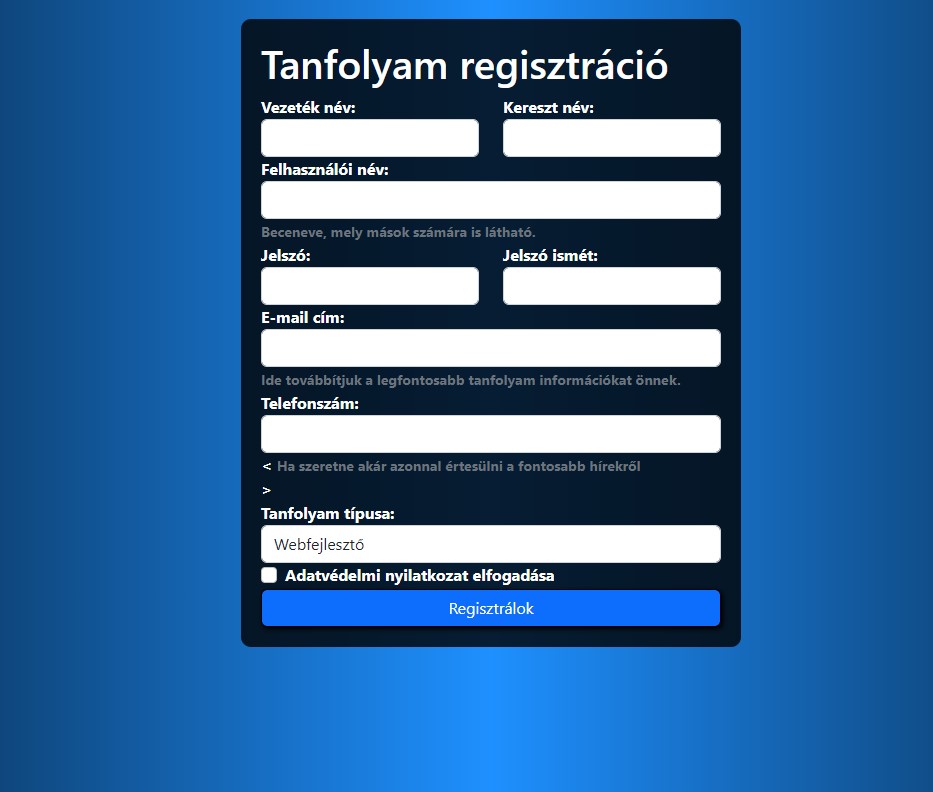 Tanfolyam regisztráció
Vezeték név: Kereszt név:
Felhasználói név:
Beceneve, mely mások számára is látható.
Jelszó: Jelszó ismét:
E-mail cím:
Ide továbbítjuk a legfontosabb tanfolyam információkat önnek.
Telefonszám:
< Ha szeretne akár azonnal értesülni a fontosabb hírekről
>
Tanfolyam típusa:
Webfejlesztő
Adatvédelmi nyilatkozat elfogadása
Regisztrálok